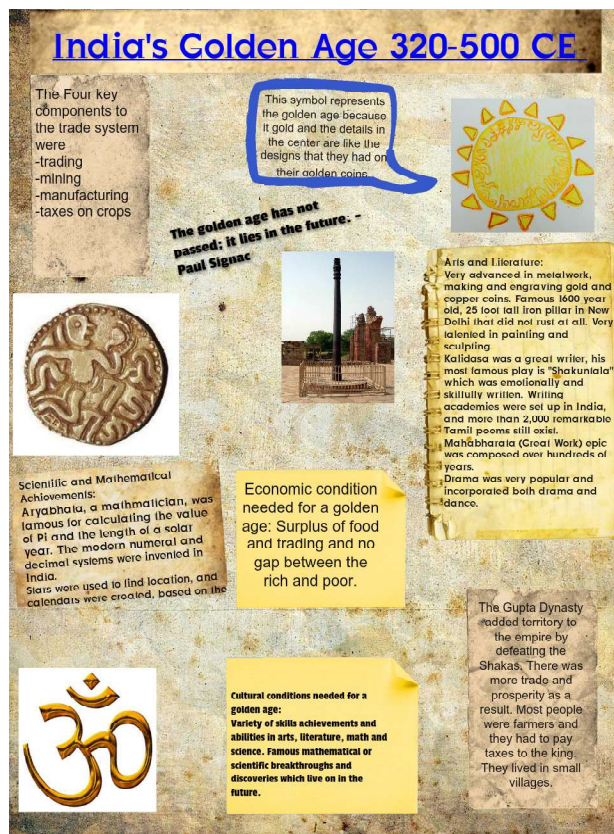 India's Golden Age 320-500 CE
The Four key
components to
the trade system
were
-trading
-mining
-manufacturing
-taxes on crops
This symbol represents
the golden age because
it gold and the details in
the center are like the
designs that they had on
their golden coins
The golden age has not
passed; it lies in the future. -
Paul Signac
Arts and Literature:
Very advanced in metalwork,
making and engraving gold and
copper coins. Famous 1600 year
old, 25 foot tall iron pillar in New
Delhi that did not rust at all. Very
talented in painting and
sculpting.
Kalidasa was a great writer, his
most famous play is "Shakuntala"
which was emotionally and
skillfully written. Writing
academies were set up in India,
and more than 2,000 remarkable
Tamil poems still exist.
Mahabharata (Great Work) epic
was composed over hundreds of
years.
Drama was very popular and
incorporated both drama and
dance.
Scientific and Mathematical
Achievements:
Aryabhata, a mathmatician, was
famous for calculating the value
of Pi and the length of a solar
year. The modern numeral and
decimal systems were invented in
India.
Stars were used to find location, and
calendars were created, based on the
Economic condition
needed for a golden
age: Surplus of food
and trading and no
gap between the
rich and poor.
The Gupta Dynasty
added territory to
the empire by
defeating the
Shakas. There was
more trade and
prosperity as a
result. Most people
were farmers and
they had to pay
taxes to the king.
They lived in small
villages.
ॐ
Cultural conditions needed for a
golden age:
Variety of skills achievements and
abilities in arts, literature, math and
science. Famous mathematical or
scientific breakthroughs and
discoveries which live on in the
future.